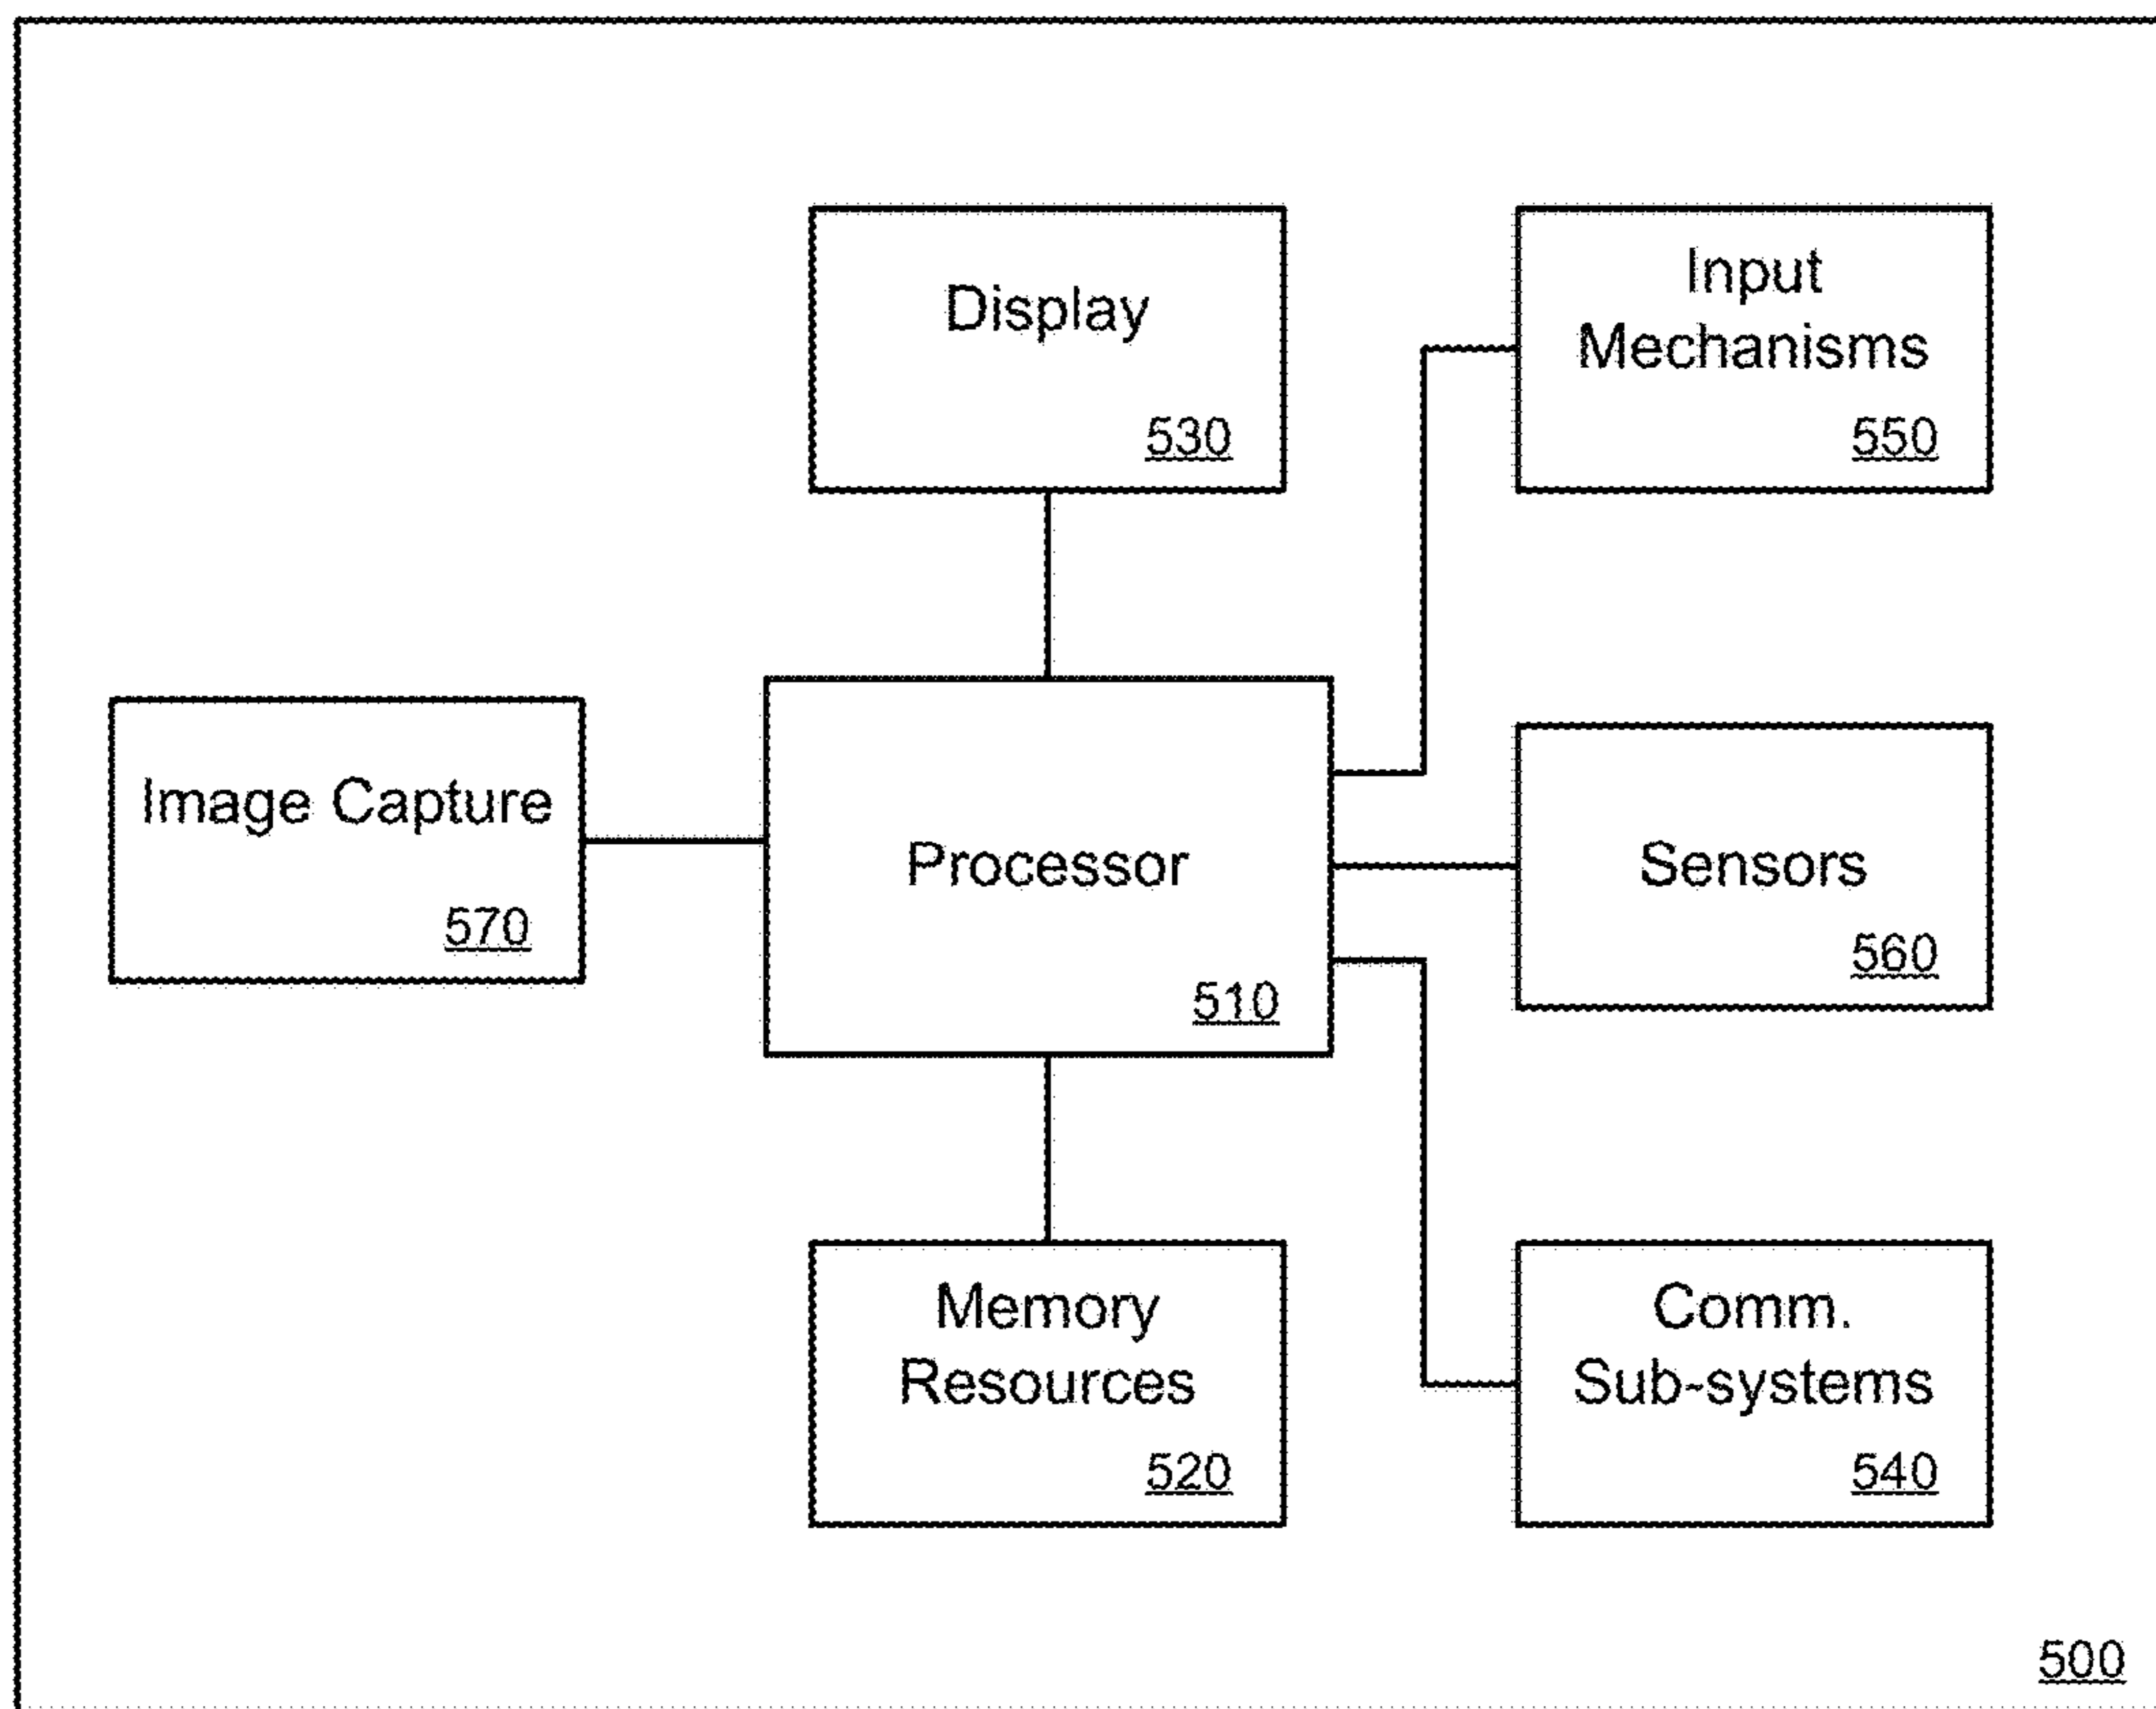 Display
530
Input
Mechanisms
550
Image Capture
570
Processor
510
Sensors
560
Memory
Resources
520
Comm.
Sub-systems
540
500